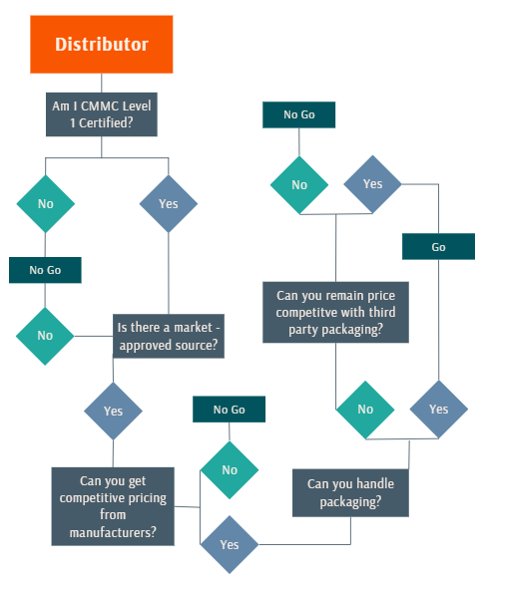 Distributor
Am I CMMC Level
1 Certified?
No
Yes
No Go
No
Is there a market -
approved source?
Yes
Can you get
competitive pricing
from
manufacturers?
No Go
No
Yes
Can you handle
packaging?
No
Yes
Can you remain price
competitve with third
party packaging?
No
Yes
No Go
Go